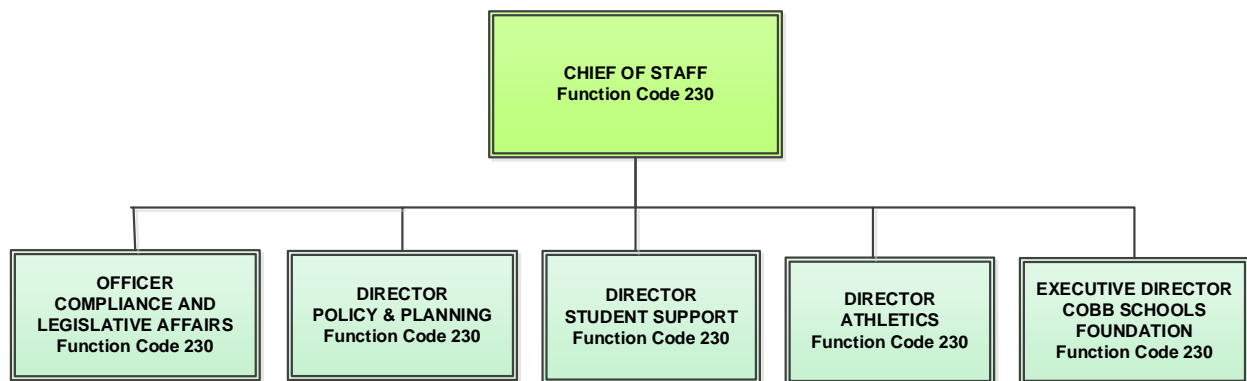 CHIEF OF STAFF
Function Code 230
OFFICER
COMPLIANCE AND
LEGISLATIVE AFFAIRS
Function Code 230
DIRECTOR
POLICY & PLANNING
Function Code 230
DIRECTOR
STUDENT SUPPORT
Function Code 230
DIRECTOR
ATHLETICS
Function Code 230
EXECUTIVE DIRECTOR
COBB SCHOOLS
FOUNDATION
Function Code 230